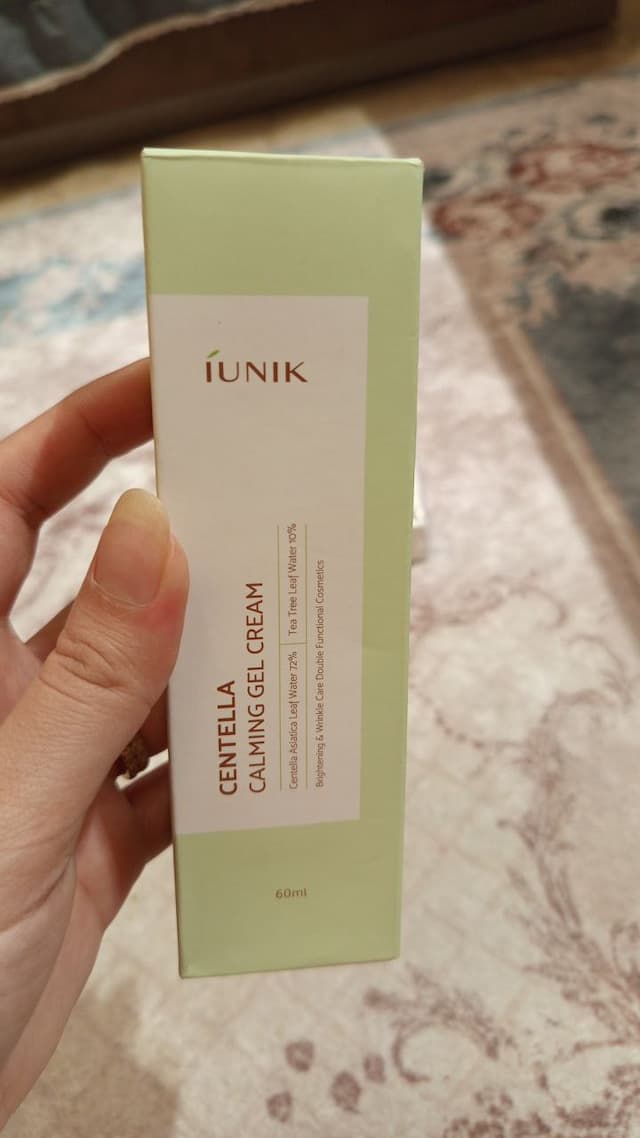 iUNIK
CENTELLA
CALMING GEL CREAM
Centella Asiatica Leaf Water 72% | Tea Tree Leaf Water 10%
Brightening & Wrinkle Care Double Functional Cosmetics
60ml